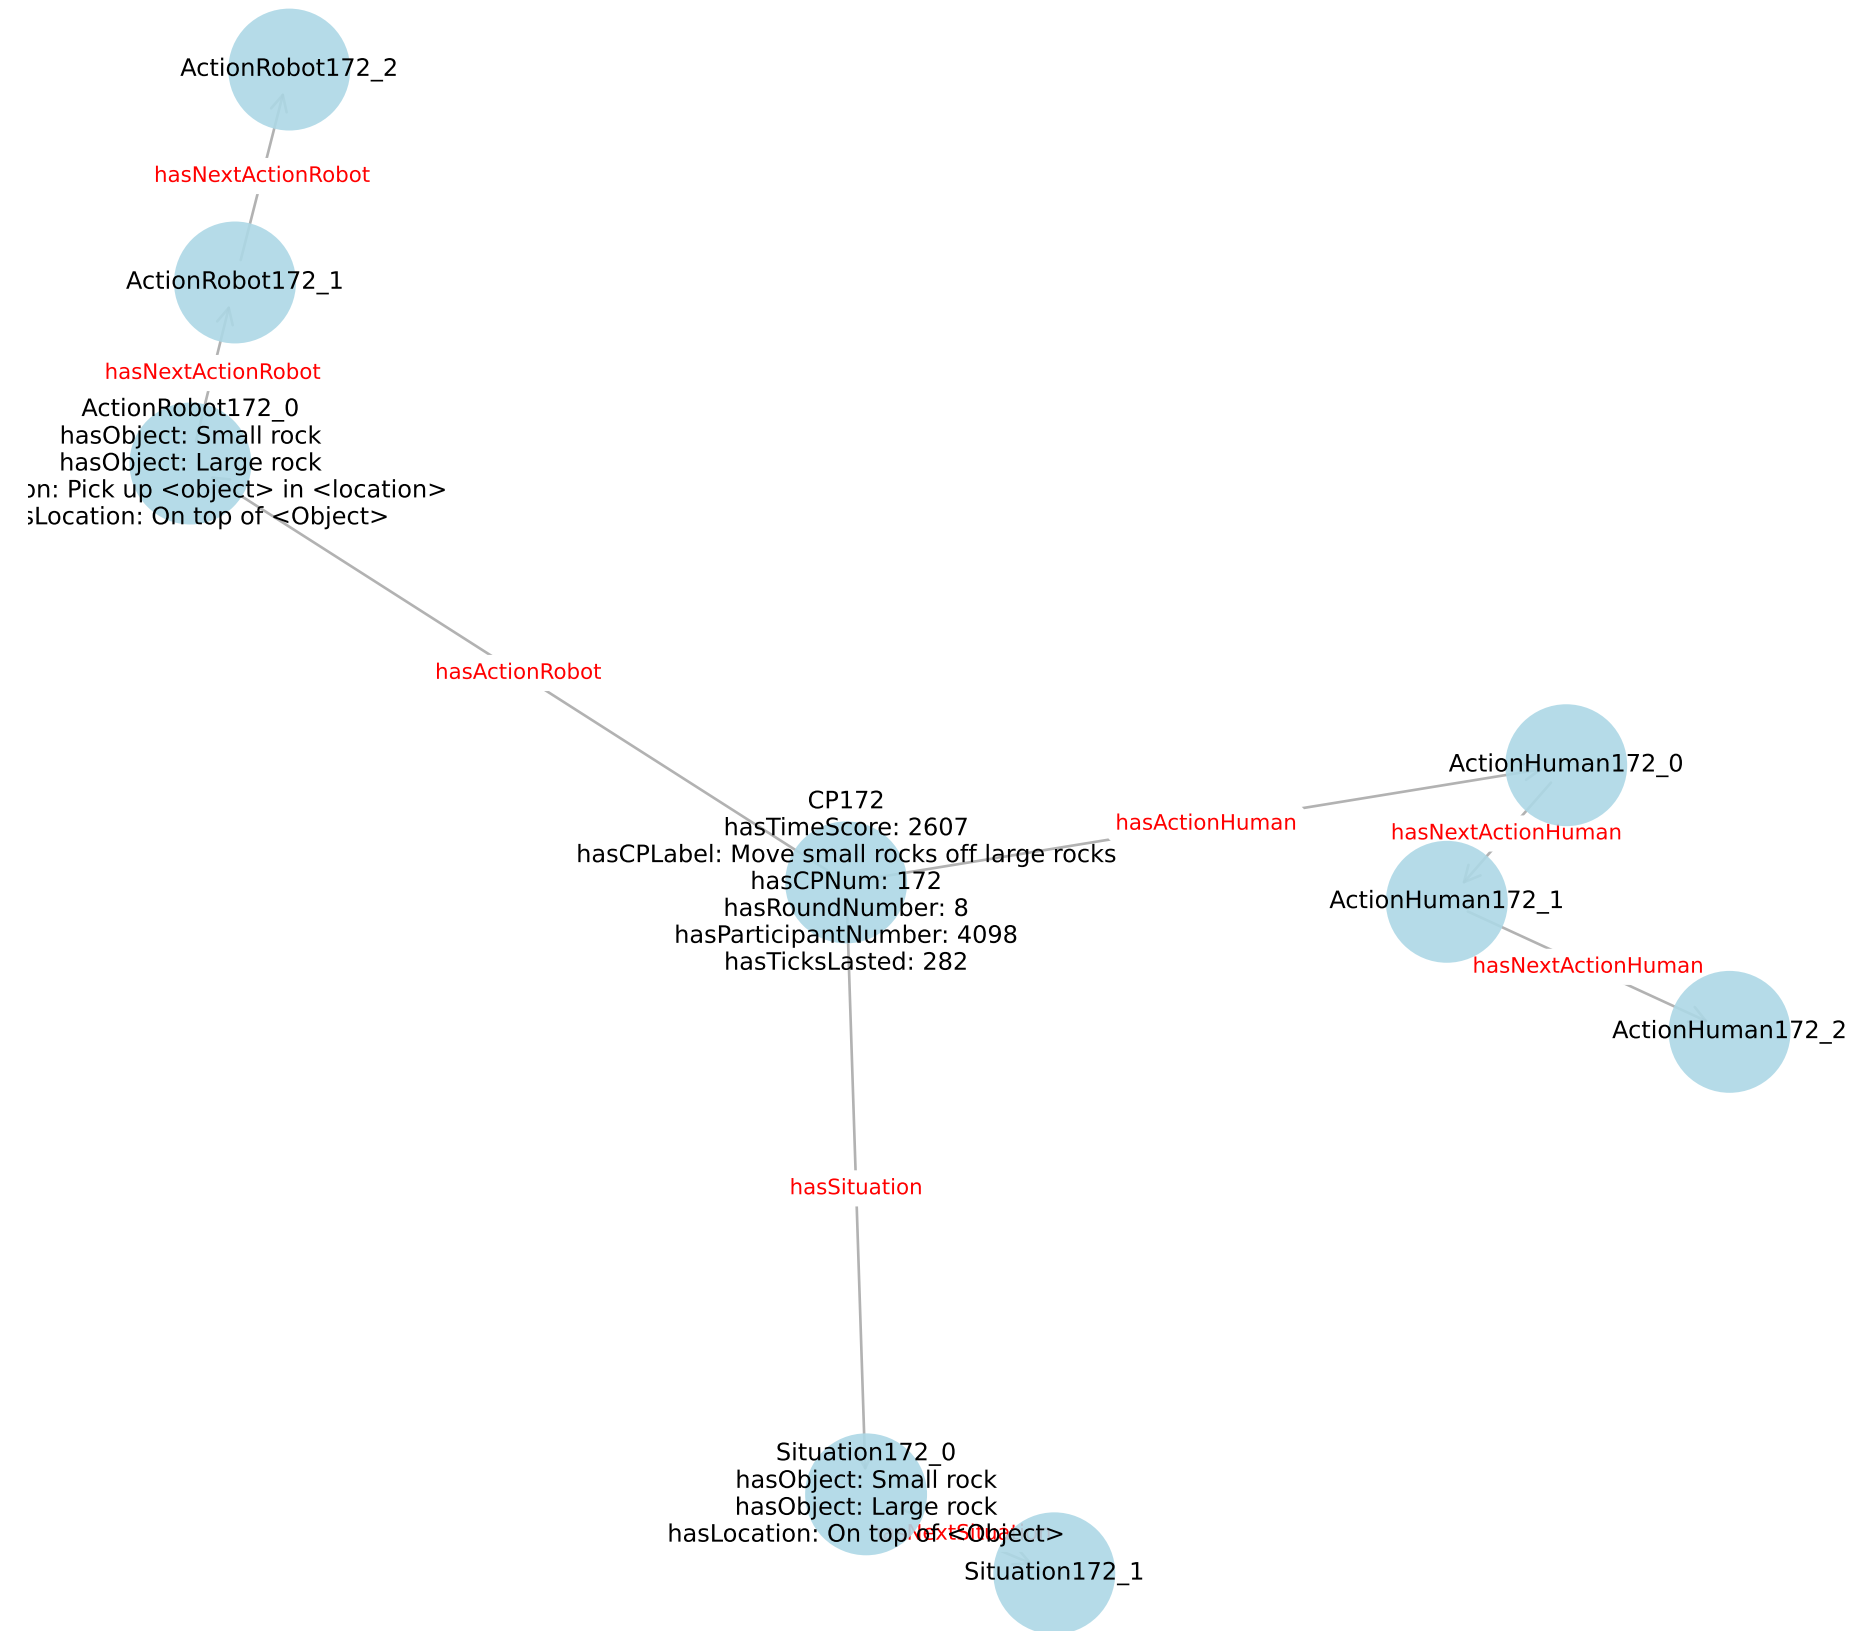 ActionRobot172_2
hasNextActionRobot
ActionRobot172_1
hasNextActionRobot
ActionRobot172_0
hasObject: Small rock
hasObject: Large rock
on: Pick up <object> in <location>
sLocation: On top of <Object>
hasActionRobot
ActionHuman172_0
hasActionHuman
hasNextActionHuman
ActionHuman172_1
hasNextActionHuman
ActionHuman172_2
CP172
hasTimeScore: 2607
hasCPLabel: Move small rocks off large rocks
hasCPNum: 172
hasRoundNumber: 8
hasParticipantNumber: 4098
hasTicksLasted: 282
hasSituation
Situation172_0
hasObject: Small rock
hasObject: Large rock
hasLocation: On top of <Object>
Situation172_1